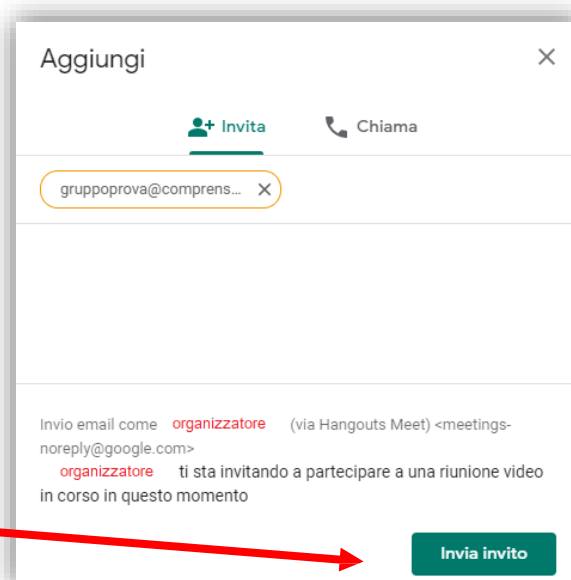 Aggiungi
Invita
Chiama
gruppoprova@comprens...
Invio email come organizzatore (via Hangouts Meet) <meetings-
noreply@google.com>
organizzatore ti sta invitando a partecipare a una riunione video
in corso in questo momento
Invia invito